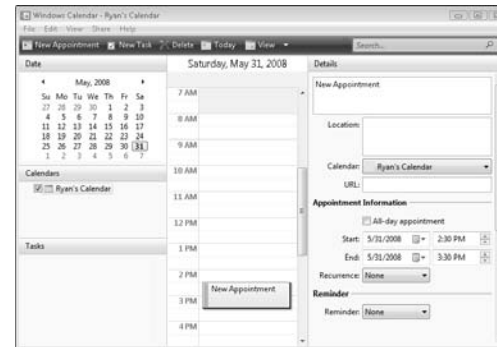 Windows Calendar - Ryan's Calendar
File Edit View Share Help
New Appointment New Task Delete Today View Search...
Date
May, 2008
Su Mo Tu We Th Fr Sa
27 28 29 30 1 2 3
4 5 6 7 8 9 10
11 12 13 14 15 16 17
18 19 20 21 22 23 24
25 26 27 28 29 30 31
1 2 3 4 5 6 7
Calendars
Ryan's Calendar
Tasks
Saturday, May 31, 2008
7 AM
8 AM
9 AM
10 AM
11 AM
12 PM
1 PM
2 PM
New Appointment
3 PM
4 PM
Details
New Appointment
Location:
Calendar: Ryan's Calendar
URL:
Appointment Information
All-day appointment
Start: 5/31/2008 2:30 PM
End: 5/31/2008 3:30 PM
Recurrence: None
Reminder
Reminder: None